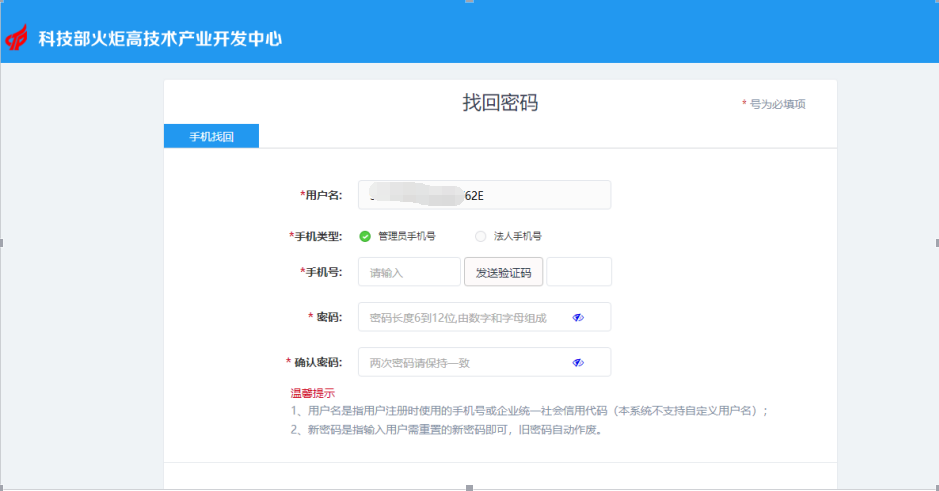 科技部火炬高技术产业开发中心
找回密码
* 号为必填项
手机找回
*用户名: 62E
*手机类型: 管理员手机号 法人手机号
*手机号: 请输入 发送验证码
* 密码: 密码长度6到12位,由数字和字母组成
* 确认密码: 两次密码请保持一致
温馨提示
1、用户名是指用户注册时使用的手机号或企业统一社会信用代码（本系统不支持自定义用户名）;
2、新密码是指输入用户需重置的新密码即可，旧密码自动作废。